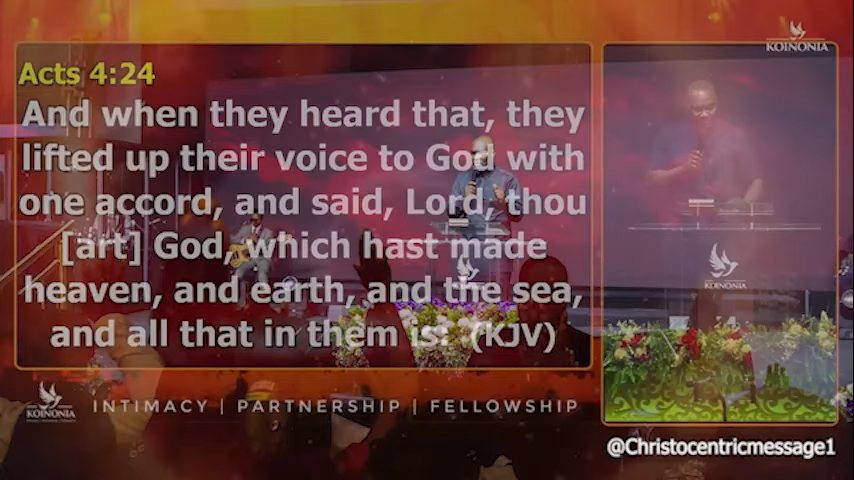 KOINONIA
Acts 4:24
And when they heard that, they
lifted up their voice to God with
one accord, and said, Lord, thou
[art] God, which hast made
heaven, and earth, and the sea,
and all that in them is: (KJV)
KOINONIA
KOINONIA
INTIMACY | PARTNERSHIP | FELLOWSHIP
@Christocentricmessage1